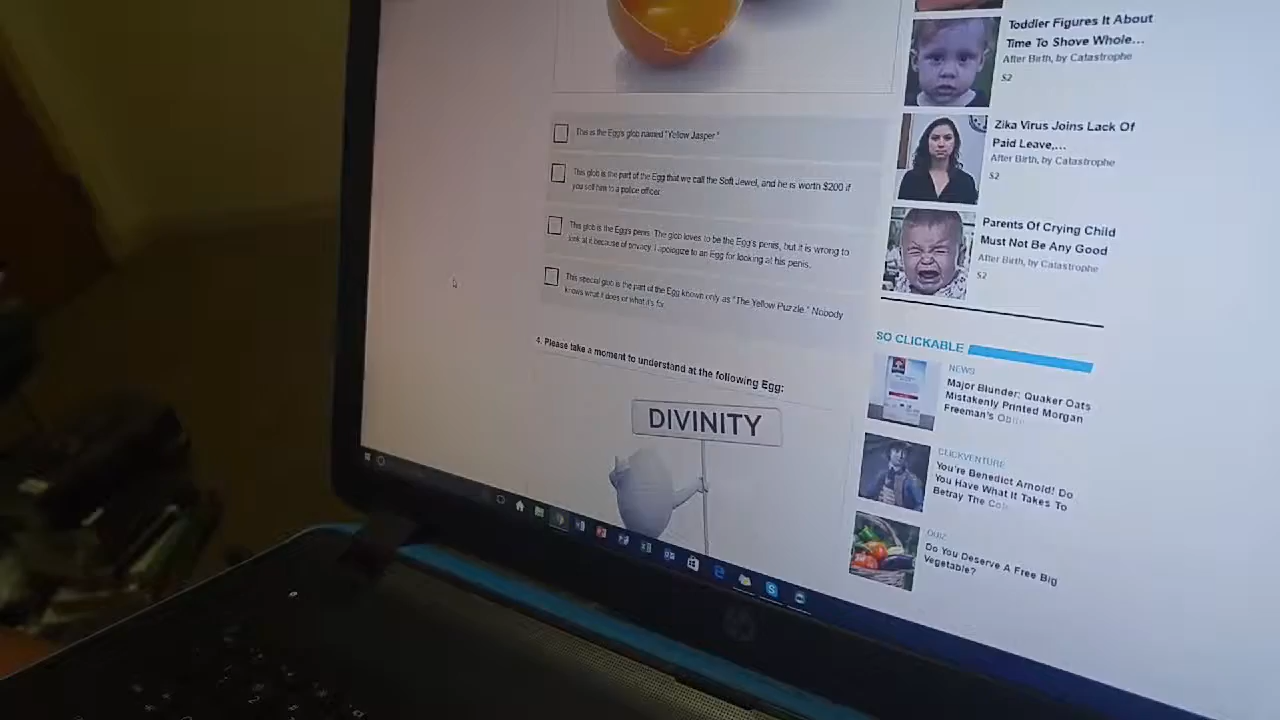 This is the Egg's glob named "Yellow Jasper."
This glob is the part of the Egg that we call the Soft Jewel, and he is worth $200 if
you sell him to a police officer.
This glob is the Egg's penis. The glob loves to be the Egg's penis, but it is wrong to
look at it because of privacy. I apologize to an Egg for looking at his penis.
This special glob is the part of the Egg known only as "The Yellow Puzzle." Nobody
knows what it does or what it's for.
4. Please take a moment to understand at the following Egg:
DIVINITY
Toddler Figures It About
Time To Shove Whole...
After Birth, by Catastrophe
S2
Zika Virus Joins Lack Of
Paid Leave,...
After Birth, by Catastrophe
S2
Parents Of Crying Child
Must Not Be Any Good
After Birth, by Catastrophe
S2
SO CLICKABLE
NEWS
Major Blunder: Quaker Oats
Mistakenly Printed Morgan
Freeman's Obitu
CLICKVENTURE
You're Benedict Arnold! Do
You Have What It Takes To
Betray The Colo
QUIZ
Do You Deserve A Free Big
Vegetable?
hp